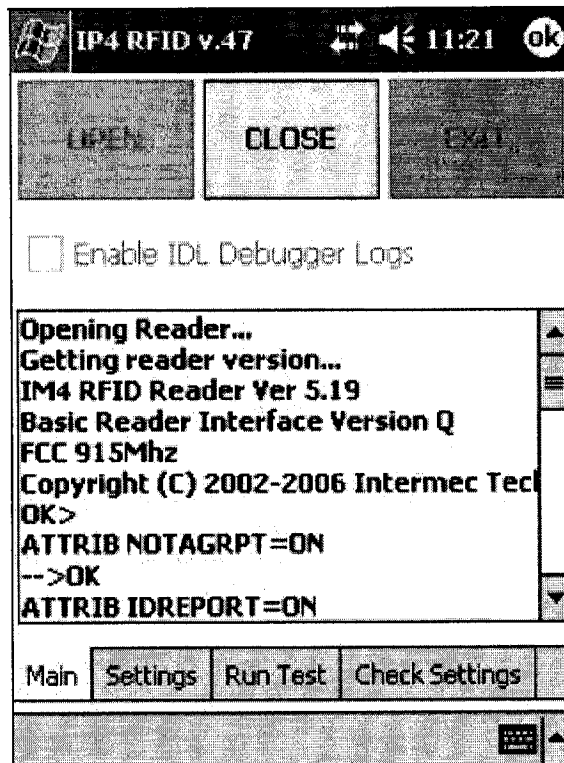 IP4 RFID v.47 11:21 ok
OPEN CLOSE EXIT
Enable IDL Debugger Logs
Opening Reader...
Getting reader version...
IM4 RFID Reader Ver 5.19
Basic Reader Interface Version Q
FCC 915Mhz
Copyright (C) 2002-2006 Intermec Tecl
OK>
ATTRIB NOTAGRPT=ON
-->OK
ATTRIB IDREPORT=ON
Main Settings Run Test Check Settings